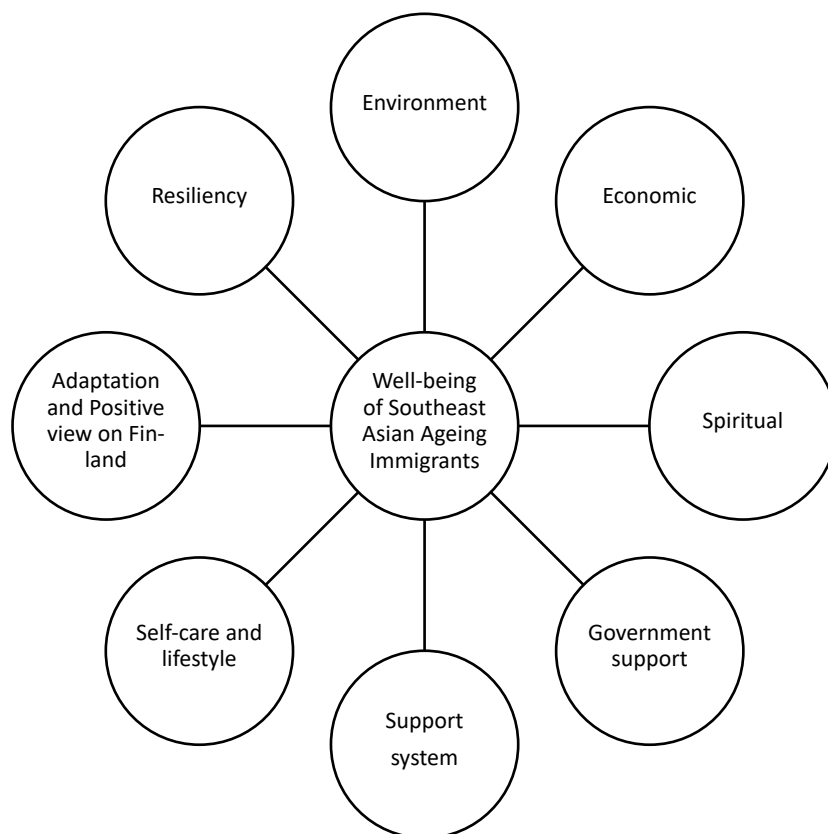 Environment
Resiliency
Economic
Adaptation
and Positive
view on Fin-
land
Well-being
of Southeast
Asian Ageing
Immigrants
Spiritual
Self-care and
lifestyle
Government
support
Support
system